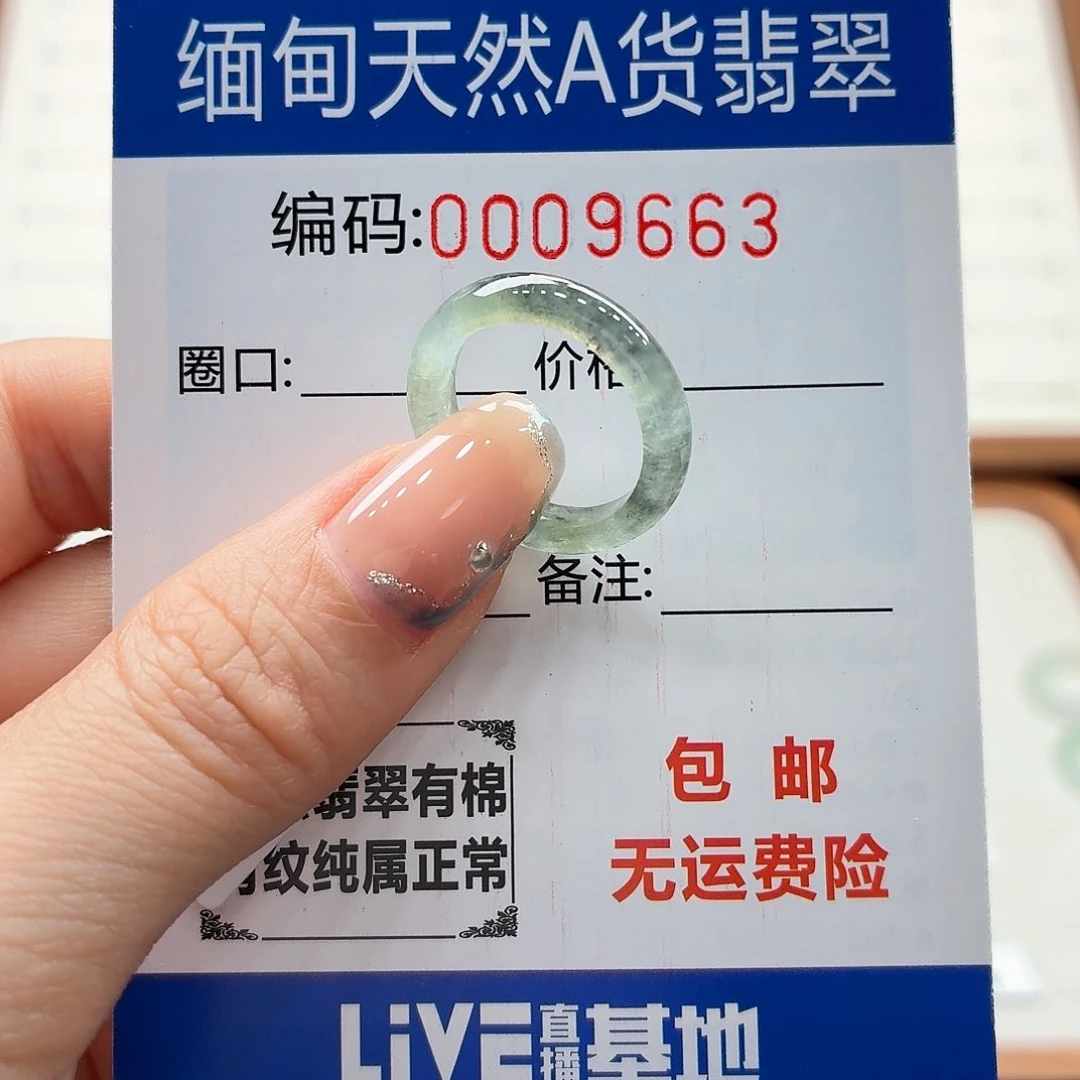 缅甸天然A货翡翠
编码:0009663
圈口: 价格
备注:
翡翠有棉
纹纯属正常
包邮
无运费险
LiVE直播基地